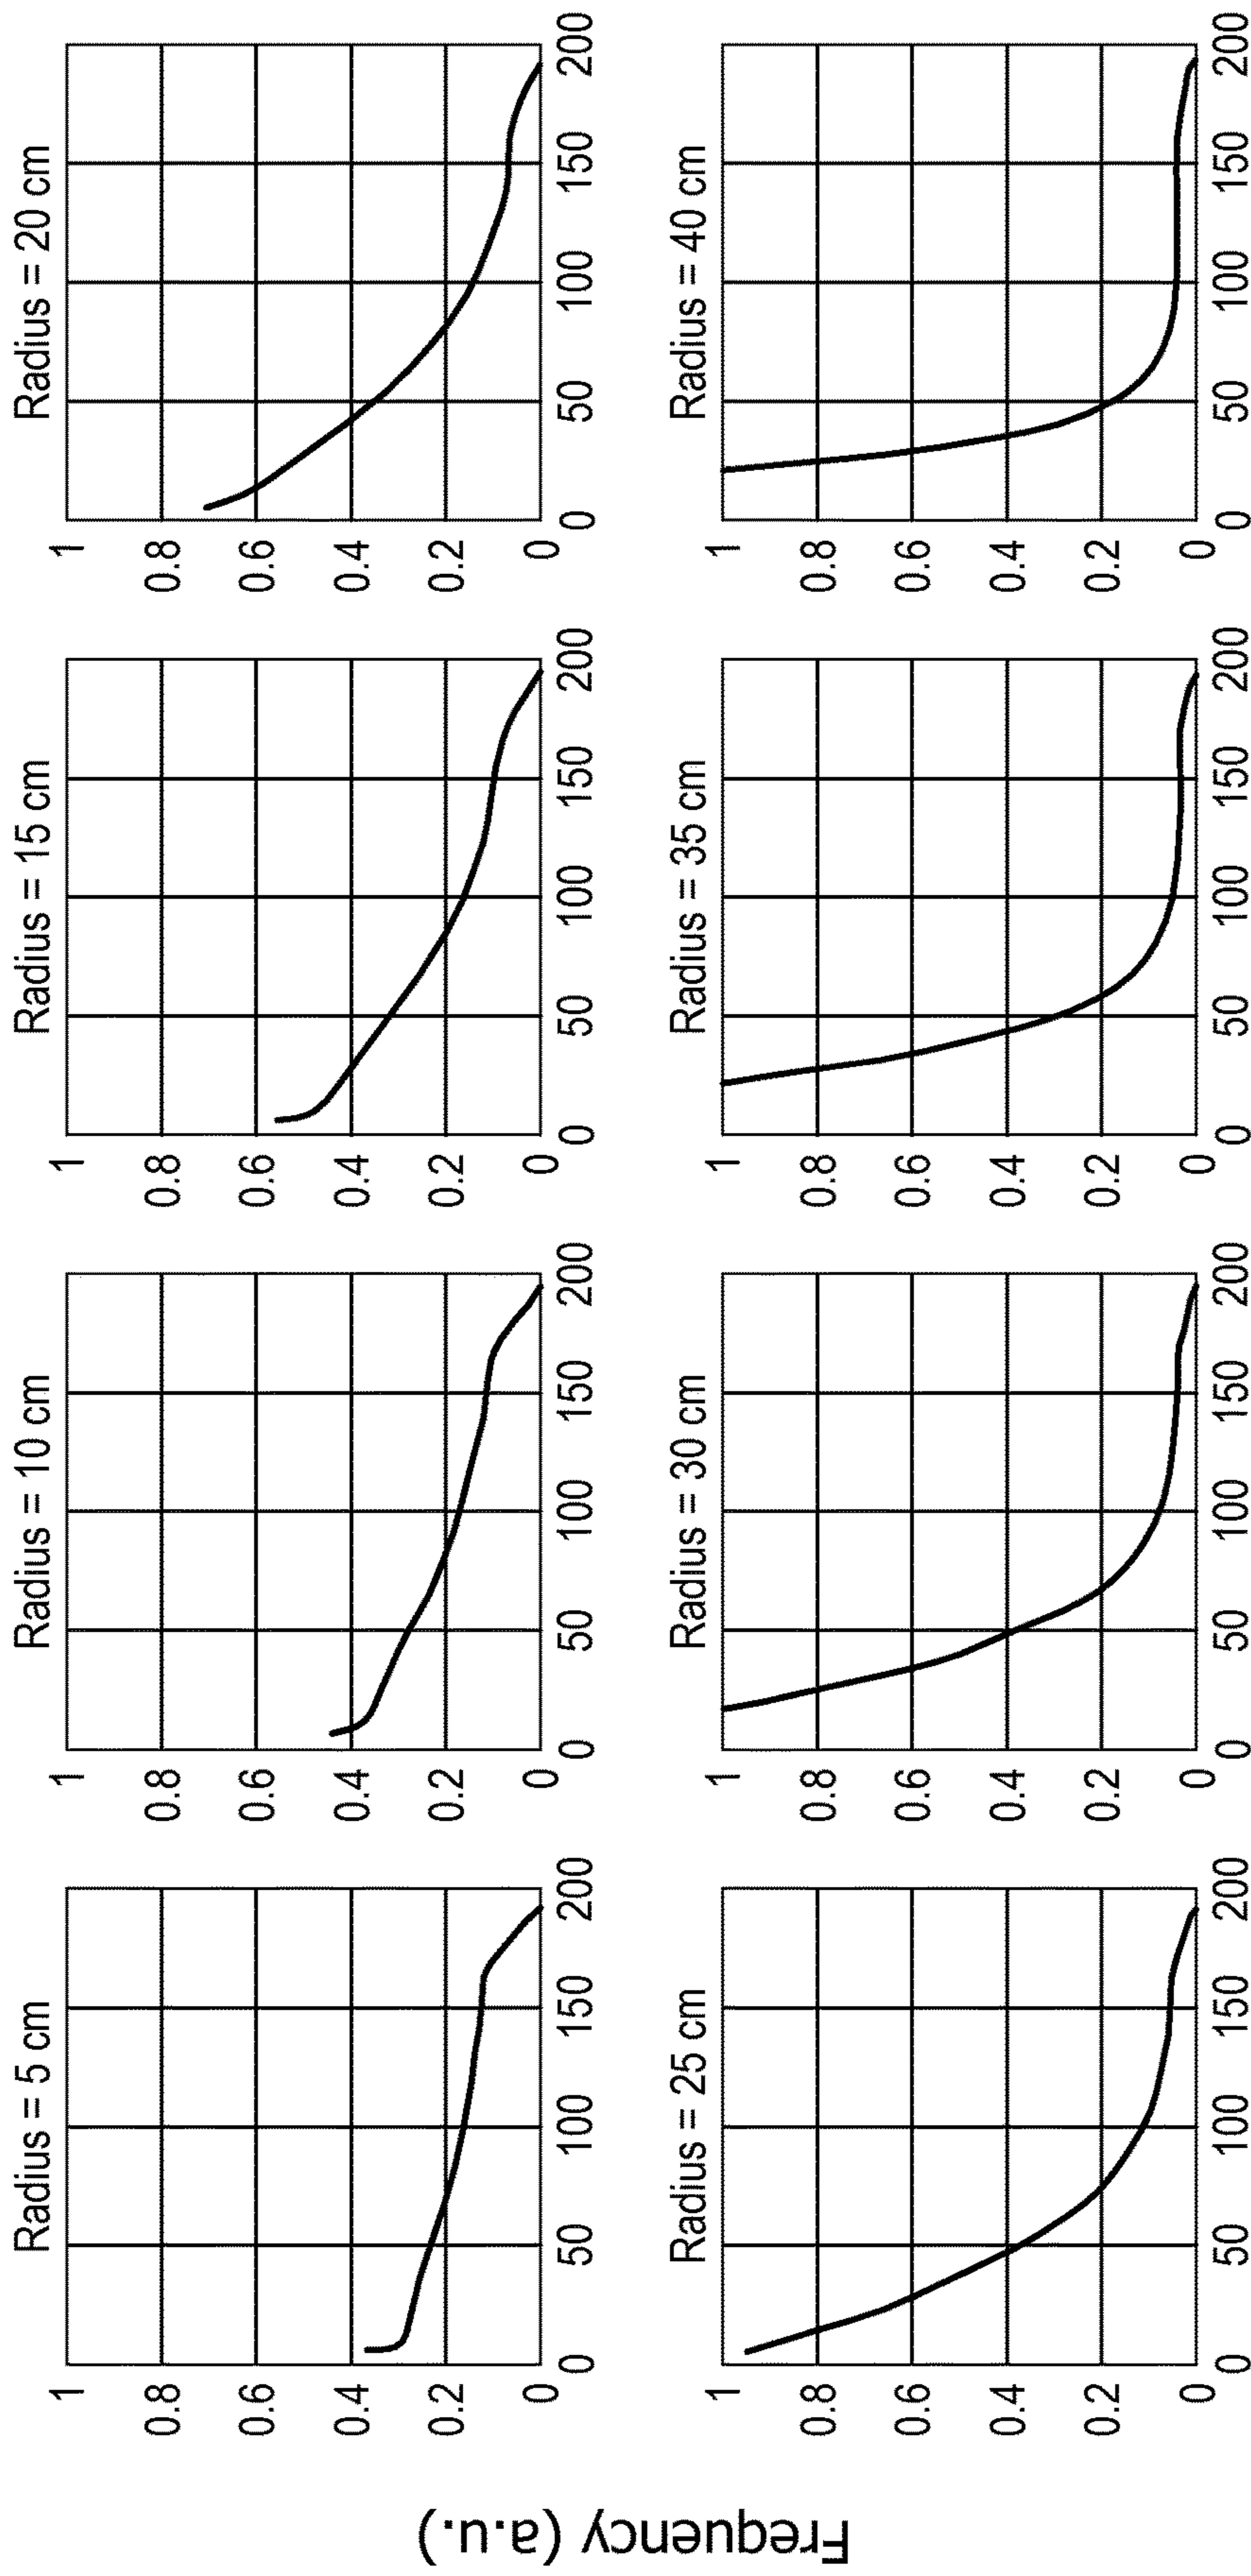 Frequency (a.u.)
Radius = 5 cm
1
0.8
0.6
0.4
0.2
0
0 50 100 150 200
Radius = 10 cm
1
0.8
0.6
0.4
0.2
0
0 50 100 150 200
Radius = 15 cm
1
0.8
0.6
0.4
0.2
0
0 50 100 150 200
Radius = 20 cm
1
0.8
0.6
0.4
0.2
0
0 50 100 150 200
Radius = 25 cm
1
0.8
0.6
0.4
0.2
0
0 50 100 150 200
Radius = 30 cm
1
0.8
0.6
0.4
0.2
0
0 50 100 150 200
Radius = 35 cm
1
0.8
0.6
0.4
0.2
0
0 50 100 150 200
Radius = 40 cm
1
0.8
0.6
0.4
0.2
0
0 50 100 150 200